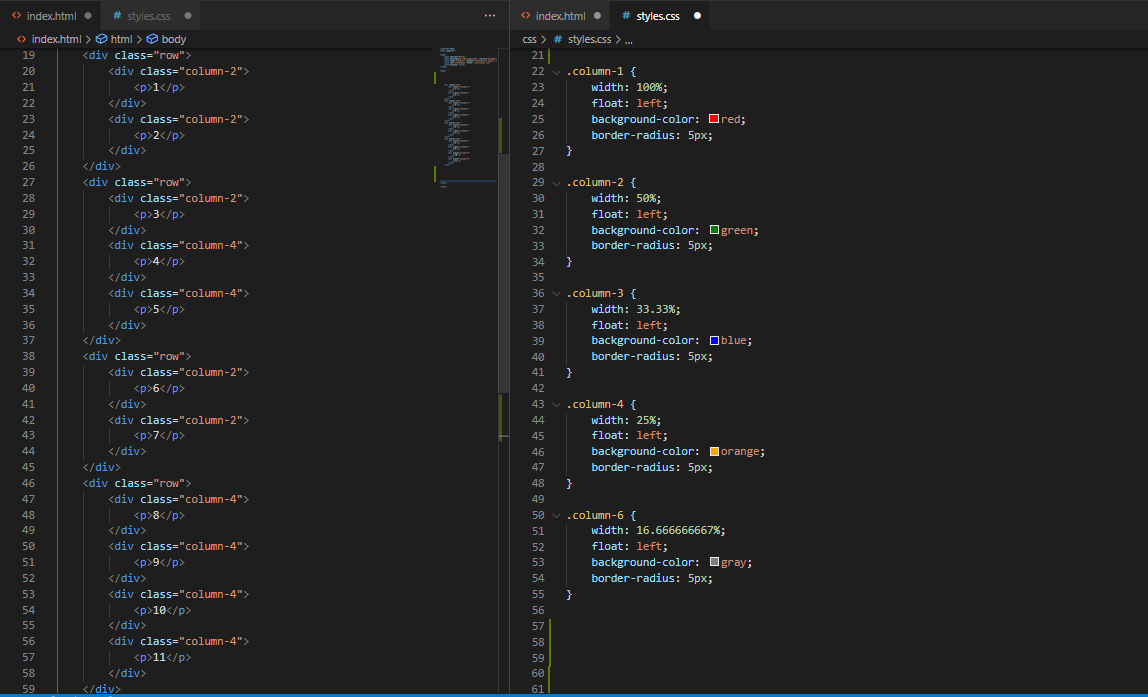 index.html
# styles.css
...
index.html > html > body
19 <div class="row">
20 <div class="column-2">
21 <p>1</p>
22 </div>
23 <div class="column-2">
24 <p>2</p>
25 </div>
26 </div>
27 <div class="row">
28 <div class="column-2">
29 <p>3</p>
30 </div>
31 <div class="column-4">
32 <p>4</p>
33 </div>
34 <div class="column-4">
35 <p>5</p>
36 </div>
37 </div>
38 <div class="row">
39 <div class="column-2">
40 <p>6</p>
41 </div>
42 <div class="column-2">
43 <p>7</p>
44 </div>
45 </div>
46 <div class="row">
47 <div class="column-4">
48 <p>8</p>
49 </div>
50 <div class="column-4">
51 <p>9</p>
52 </div>
53 <div class="column-4">
54 <p>10</p>
55 </div>
56 <div class="column-4">
57 <p>11</p>
58 </div>
59 </div>
index.html
# styles.css
css > # styles.css > ...
21
22 .column-1 {
23 width: 100%;
24 float: left;
25 background-color: red;
26 border-radius: 5px;
27 }
28
29 .column-2 {
30 width: 50%;
31 float: left;
32 background-color: green;
33 border-radius: 5px;
34 }
35
36 .column-3 {
37 width: 33.33%;
38 float: left;
39 background-color: blue;
40 border-radius: 5px;
41 }
42
43 .column-4 {
44 width: 25%;
45 float: left;
46 background-color: orange;
47 border-radius: 5px;
48 }
49
50 .column-6 {
51 width: 16.666666667%;
52 float: left;
53 background-color: gray;
54 border-radius: 5px;
55 }
56
57
58
59
60
61